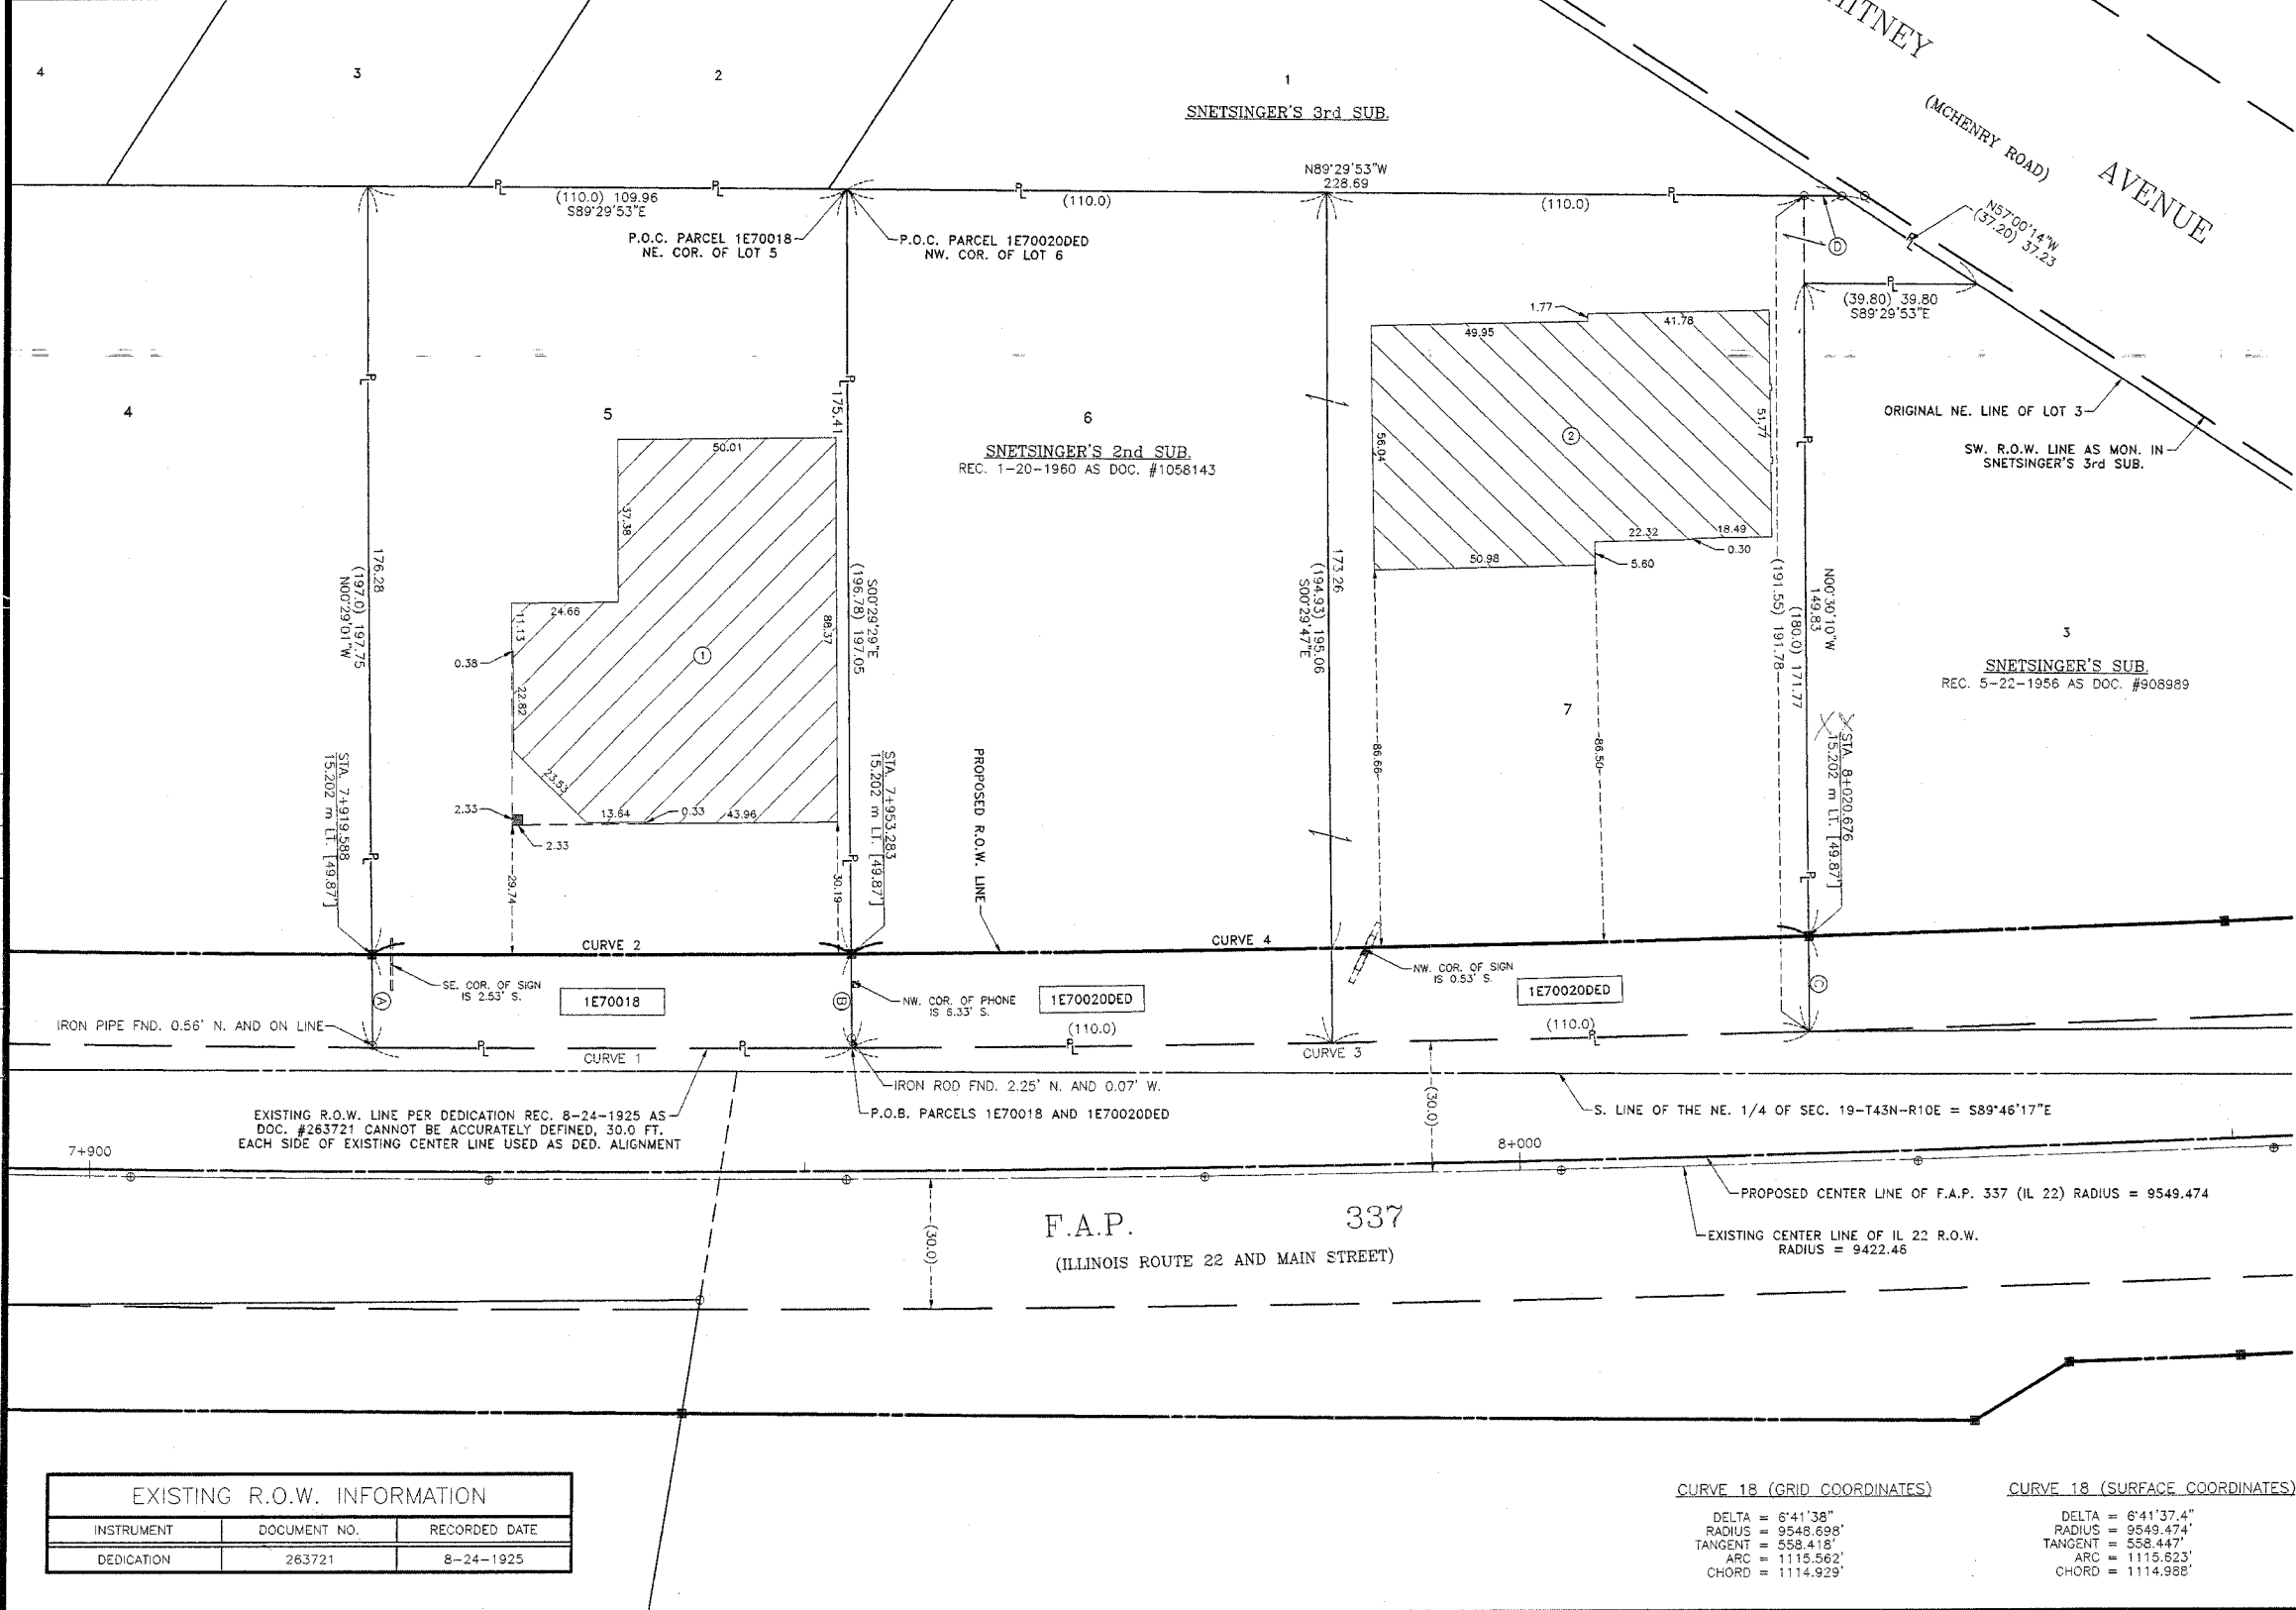 4
3
2
1
SNETSINGER'S 3rd SUB.
(MCHENRY ROAD)
AVENUE
N89°29'53"W
228.69
(110.0) 109.96
S89°29'53"E
(110.0)
(110.0)
N57°00'14"W
(37.20) 37.23
P.O.C. PARCEL 1E70018
NE. COR. OF LOT 5
P.O.C. PARCEL 1E70020DED
NW. COR. OF LOT 6
D
(39.80) 39.80
S89°29'53"E
1.77
49.95
41.78
4
5
6
SNETSINGER'S 2nd SUB.
REC. 1-20-1960 AS DOC. #1058143
ORIGINAL NE. LINE OF LOT 3
SW. R.O.W. LINE AS MON. IN
SNETSINGER'S 3rd SUB.
175.41
50.01
37.38
56.04
2
51.77
22.32
18.49
0.30
50.98
5.60
176.28
(197.0) 197.75
N00°29'01"W
24.66
11.13
0.38
22.82
1
88.37
S00°29'29"E
(196.78) 197.05
173.26
(194.93) 195.06
S00°29'47"E
(191.55) 191.78
N00°30'10"W
149.83
(180.0) 171.77
3
SNETSINGER'S SUB.
REC. 5-22-1956 AS DOC. #908989
7
23.53
2.33
13.64
0.33
43.96
2.33
29.74
30.19
86.66
86.50
STA. 7+919.588
15.202 m LT. [49.87']
STA. 7+953.283
15.202 m LT. [49.87']
PROPOSED R.O.W. LINE
STA. 8+020.676
15.202 m LT. [49.87']
CURVE 2
CURVE 4
SE. COR. OF SIGN
IS 2.53' S.
A
1E70018
B
NW. COR. OF PHONE
IS 6.33' S.
1E70020DED
NW. COR. OF SIGN
IS 0.53' S.
1E70020DED
C
IRON PIPE FND. 0.56' N. AND ON LINE
(110.0)
(110.0)
CURVE 1
CURVE 3
IRON ROD FND. 2.25' N. AND 0.07' W.
P.O.B. PARCELS 1E70018 AND 1E70020DED
(30.0)
S. LINE OF THE NE. 1/4 OF SEC. 19-T43N-R10E = S89°46'17"E
EXISTING R.O.W. LINE PER DEDICATION REC. 8-24-1925 AS
DOC. #263721 CANNOT BE ACCURATELY DEFINED, 30.0 FT.
EACH SIDE OF EXISTING CENTER LINE USED AS DED. ALIGNMENT
7+900
8+000
PROPOSED CENTER LINE OF F.A.P. 337 (IL 22) RADIUS = 9549.474
EXISTING CENTER LINE OF IL 22 R.O.W.
RADIUS = 9422.46
(30.0)
F.A.P. 337
(ILLINOIS ROUTE 22 AND MAIN STREET)
EXISTING R.O.W. INFORMATION
INSTRUMENT DOCUMENT NO. RECORDED DATE
DEDICATION 263721 8-24-1925
CURVE 18 (GRID COORDINATES)
DELTA = 6°41'38"
RADIUS = 9548.698'
TANGENT = 558.418'
ARC = 1115.562'
CHORD = 1114.929'
CURVE 18 (SURFACE COORDINATES)
DELTA = 6°41'37.4"
RADIUS = 9549.474'
TANGENT = 558.447'
ARC = 1115.623'
CHORD = 1114.988'